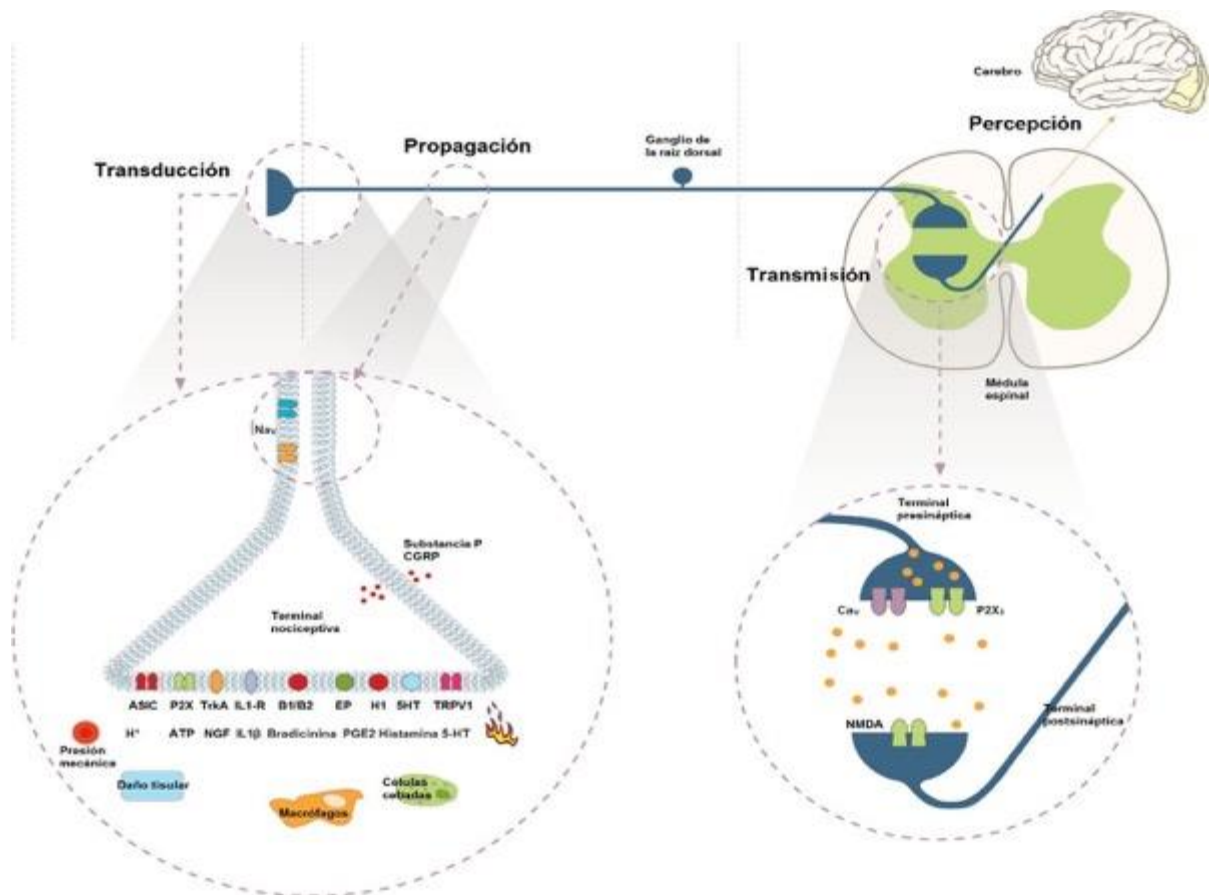 Cerebro
Percepción
Ganglio de
la raíz dorsal
Propagación
Transducción
Transmisión
Médula
espinal
Nav
Substancia P
CGRP
Terminal
nociceptiva
ASIC P2X TrkA IL1-R B1/B2 EP H1 5HT TRPV1
H⁺ ATP NGF IL1β Bradicinina PGE2 Histamina 5-HT
Presión
mecánica
Daño tisular
Macrófagos
Células
cebadas
Terminal
presináptica
Caᵥ P2X₃
NMDA
Terminal
postsináptica